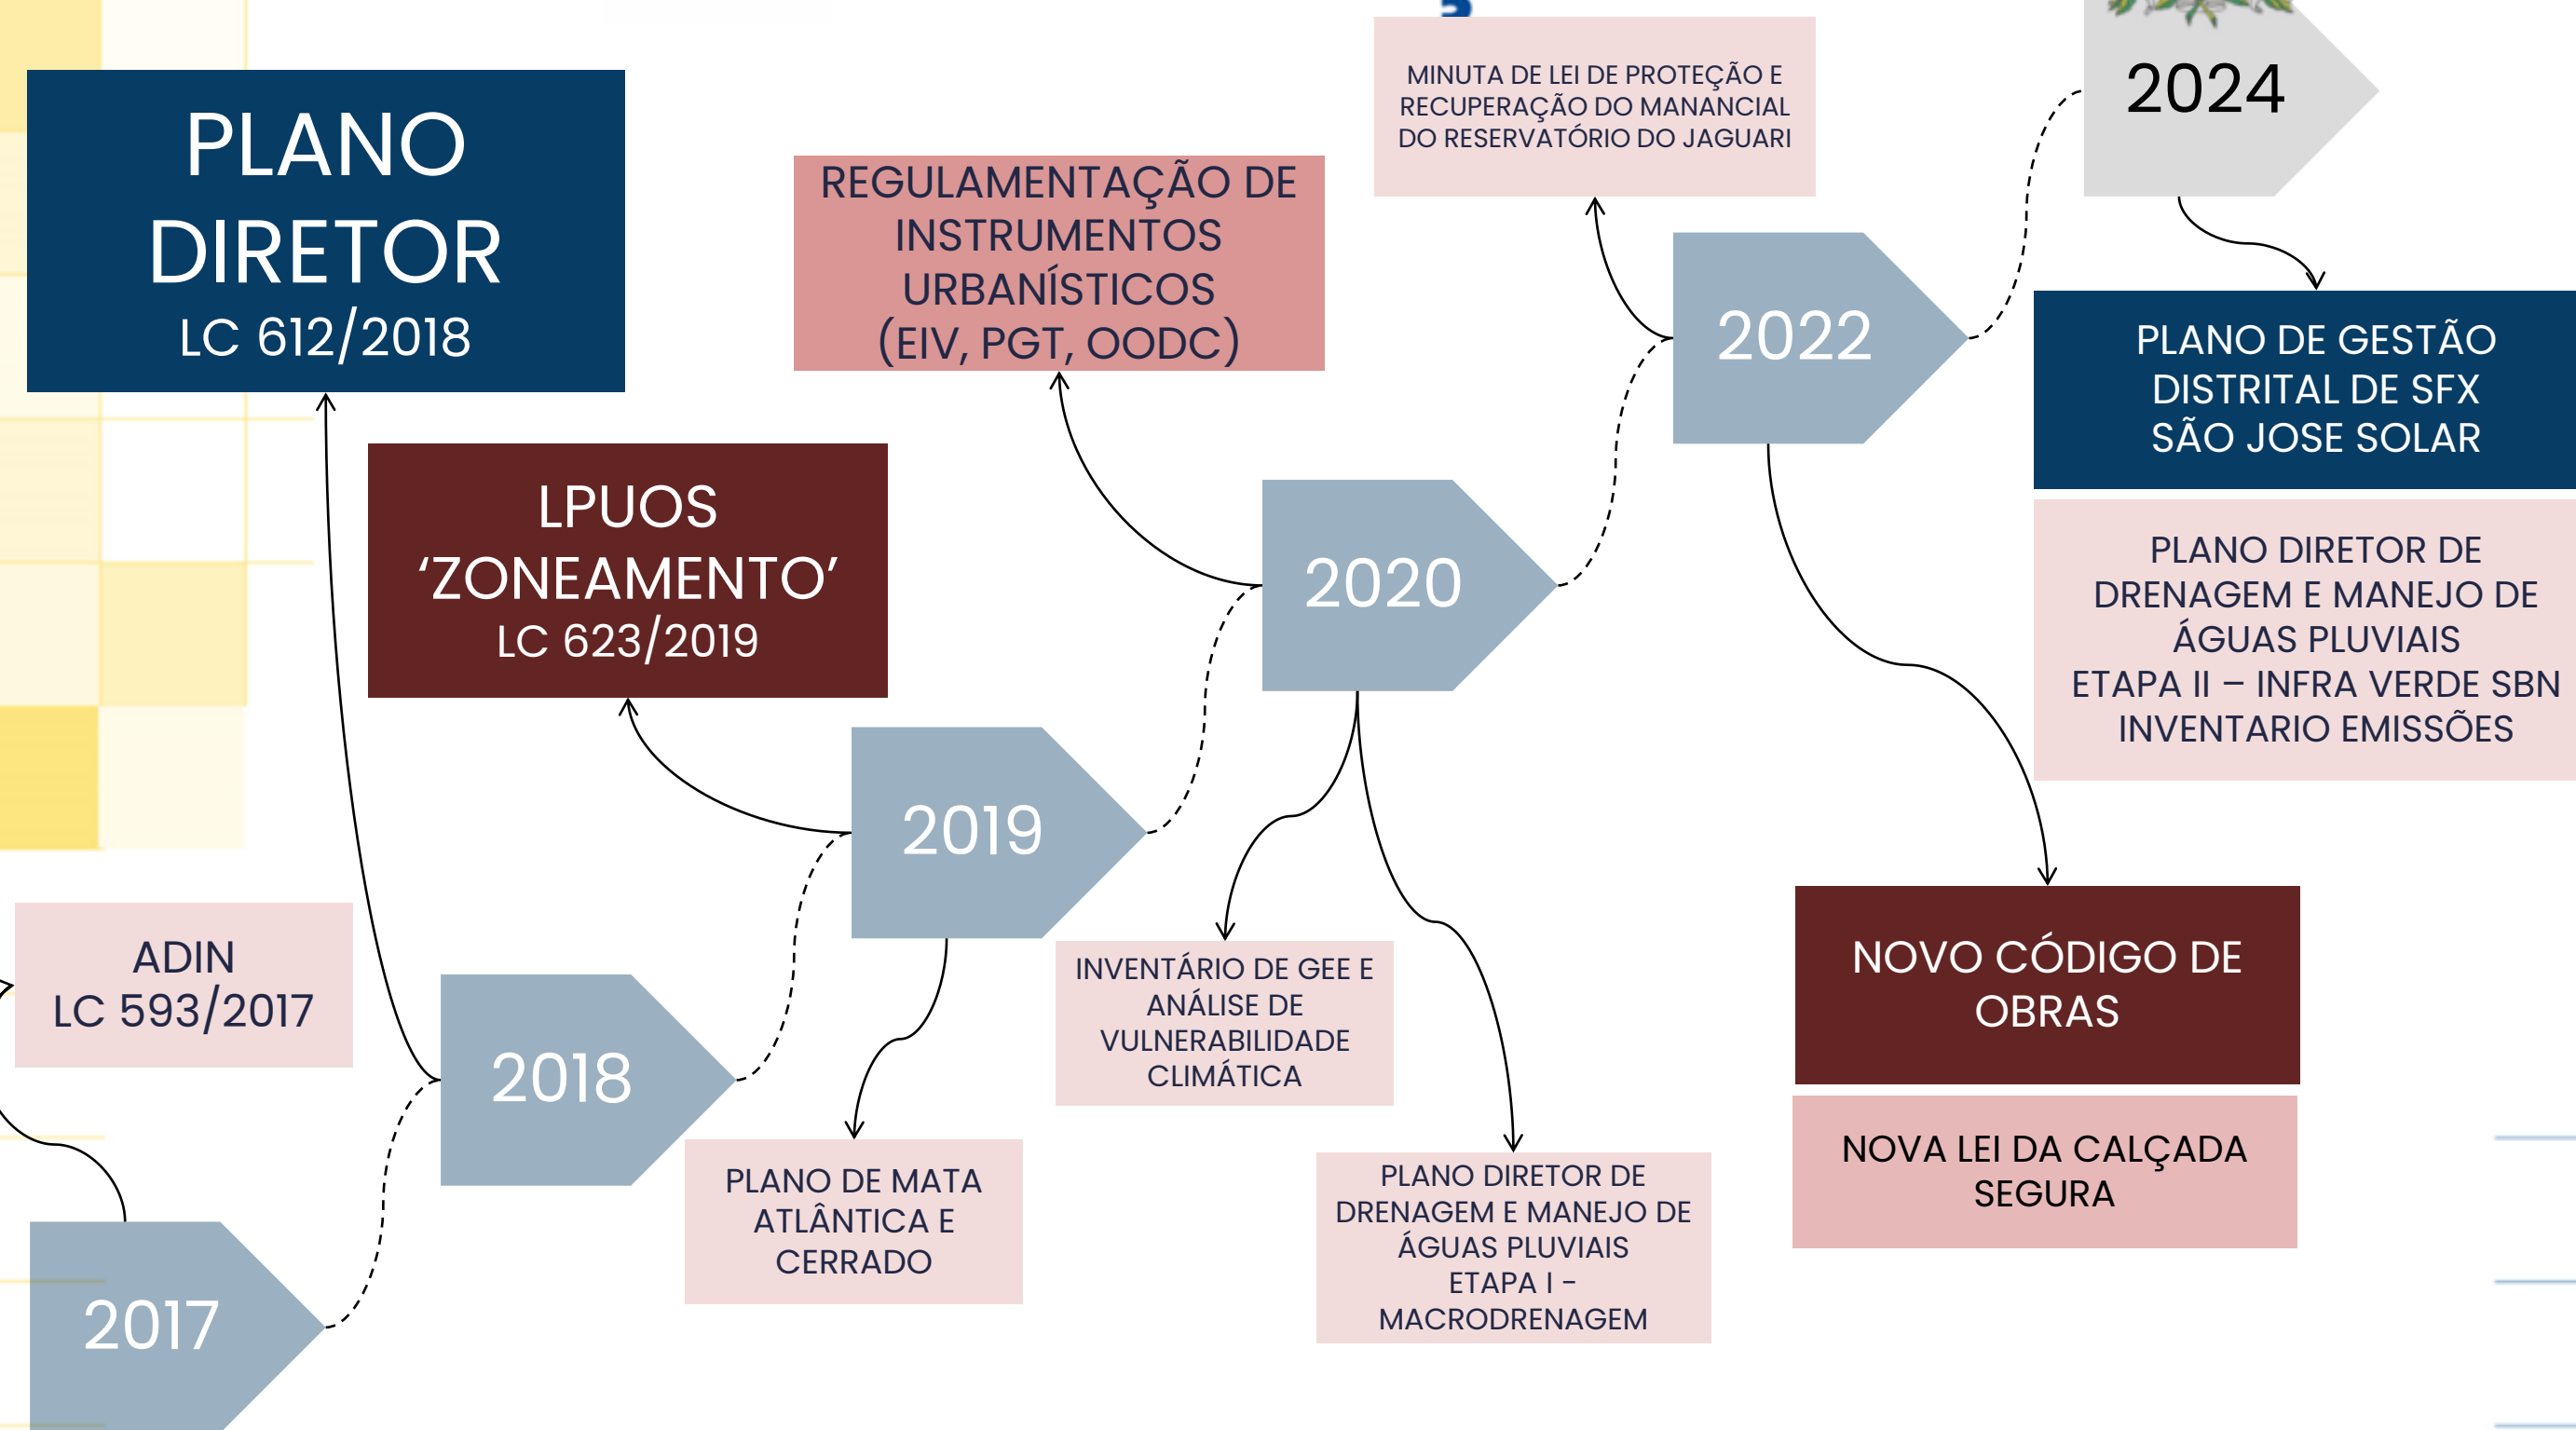 PLANO
DIRETOR
LC 612/2018
LPUOS
‘ZONEAMENTO’
LC 623/2019
REGULAMENTAÇÃO DE
INSTRUMENTOS
URBANÍSTICOS
(EIV, PGT, OODC)
MINUTA DE LEI DE PROTEÇÃO E
RECUPERAÇÃO DO MANANCIAL
DO RESERVATÓRIO DO JAGUARI
2024
2022
PLANO DE GESTÃO
DISTRITAL DE SFX
SÃO JOSE SOLAR
PLANO DIRETOR DE
DRENAGEM E MANEJO DE
ÁGUAS PLUVIAIS
ETAPA II – INFRA VERDE SBN
INVENTARIO EMISSÕES
2020
2019
ADIN
LC 593/2017
2018
INVENTÁRIO DE GEE E
ANÁLISE DE
VULNERABILIDADE
CLIMÁTICA
NOVO CÓDIGO DE
OBRAS
NOVA LEI DA CALÇADA
SEGURA
PLANO DE MATA
ATLÂNTICA E
CERRADO
PLANO DIRETOR DE
DRENAGEM E MANEJO DE
ÁGUAS PLUVIAIS
ETAPA I -
MACRODRENAGEM
2017